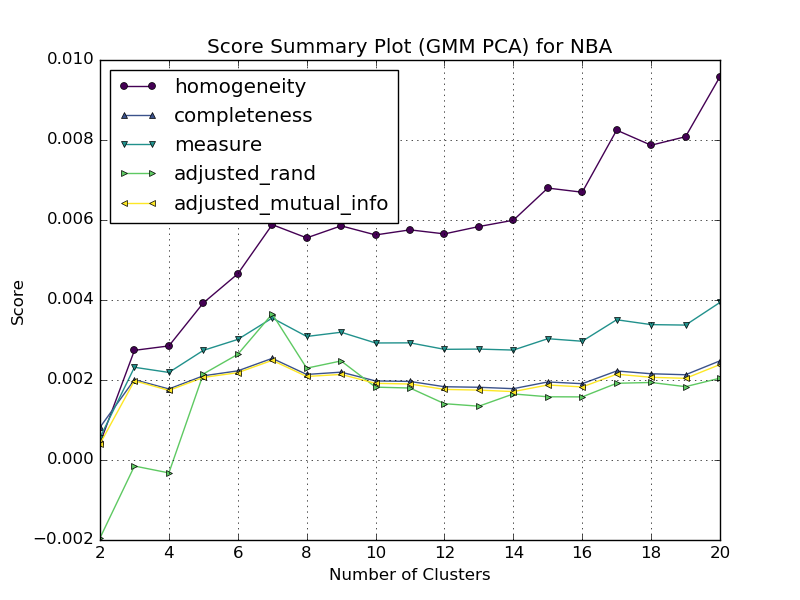 Score Summary Plot (GMM PCA) for NBA
0.010
0.008
0.006
0.004
0.002
0.000
−0.002
Score
homogeneity
completeness
measure
adjusted_rand
adjusted_mutual_info
2 4 6 8 10 12 14 16 18 20
Number of Clusters